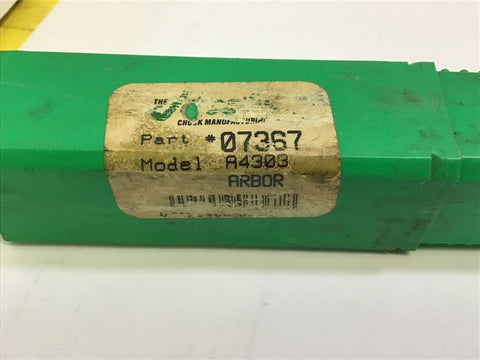 THE
CHUCK MANUFACTURING
Part #07367
Model A4303
ARBOR